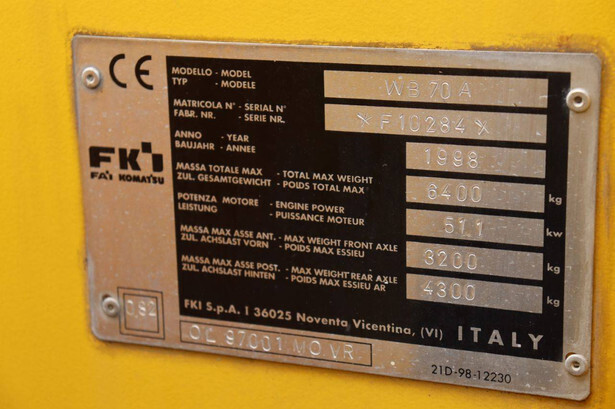 CE
MODELLO - MODEL
TYP - MODELE
WB 70 A
MATRICOLA N° - SERIAL N°
FABR. NR. - SERIE NR.
* F10284 *
ANNO - YEAR
BAUJAHR - ANNEE
1998
FKI
FAI KOMATSU
MASSA TOTALE MAX - TOTAL MAX WEIGHT
ZUL. GESAMTGEWICHT - POIDS TOTAL MAX
6400 kg
POTENZA MOTORE - ENGINE POWER
LEISTUNG - PUISSANCE MOTEUR
51.1 kw
MASSA MAX ASSE ANT. - MAX WEIGHT FRONT AXLE
ZUL. ACHSLAST VORN - POIDS MAX ESSIEU
3200 kg
MASSA MAX ASSE POST. - MAX WEIGHT REAR AXLE
ZUL. ACHSLAST HINTEN - POIDS MAX ESSIEU AR
4300 kg
0,82
FKI S.p.A. I 36025 Noventa Vicentina, (VI) ITALY
OL 97001 MO VR
21D-98-12230